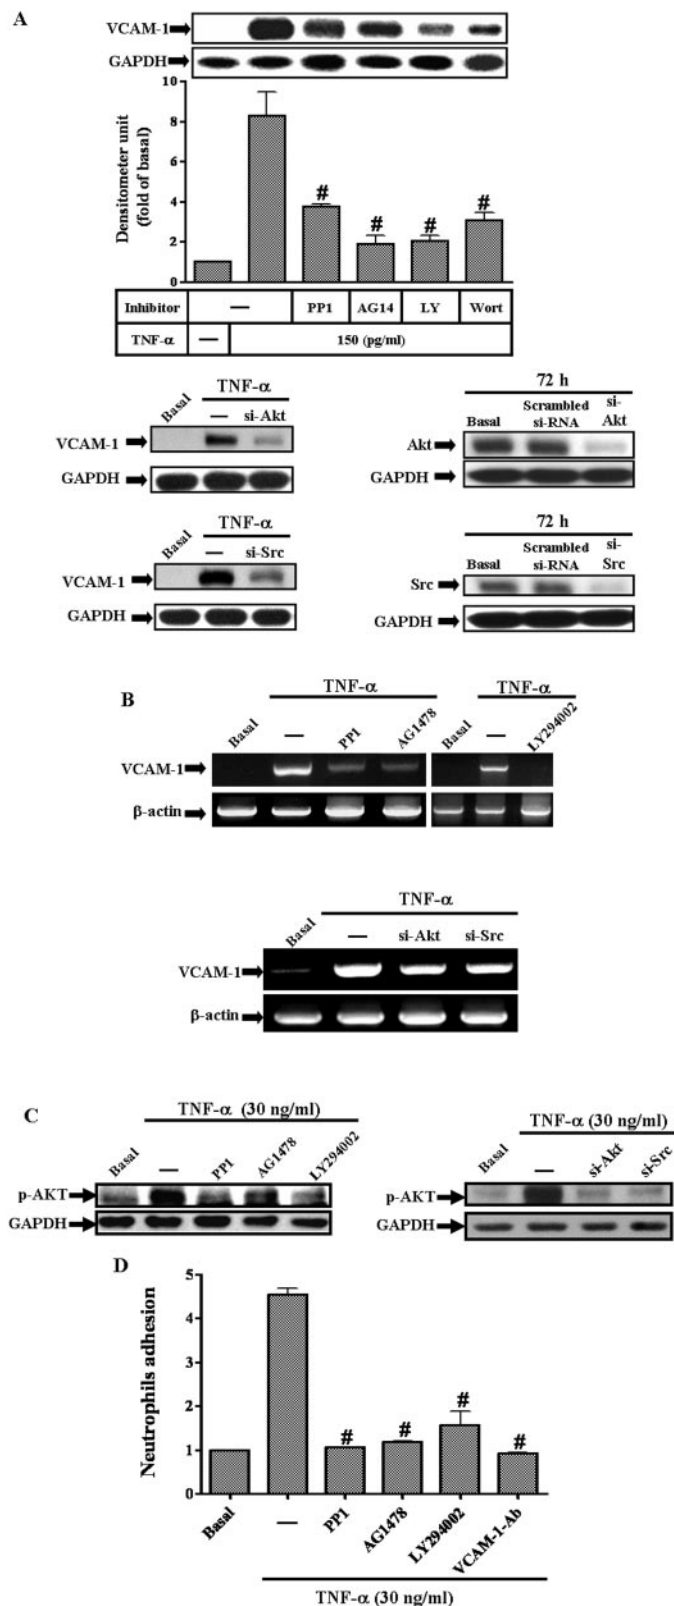 A
VCAM-1
GAPDH
10
8
6
4
2
0
Densitometer unit
(fold of basal)
# # # #
Inhibitor — PP1 AG14 LY Wort
TNF-α — 150 (pg/ml)
TNF-α
Basal — si-Akt
VCAM-1
GAPDH
72 h
Basal Scrambled si-RNA si-Akt
Akt
GAPDH
TNF-α
Basal — si-Src
VCAM-1
GAPDH
72 h
Basal Scrambled si-RNA si-Src
Src
GAPDH
B
TNF-α TNF-α
Basal — PP1 AG1478 Basal — LY294002
VCAM-1
β-actin
TNF-α
Basal — si-Akt si-Src
VCAM-1
β-actin
C
TNF-α (30 ng/ml)
Basal — PP1 AG1478 LY294002
p-AKT
GAPDH
TNF-α (30 ng/ml)
Basal — si-Akt si-Src
p-AKT
GAPDH
D
Neutrophils adhesion
5
4
2
1
0
# # # #
Basal — PP1 AG1478 LY294002 VCAM-1-Ab
TNF-α (30 ng/ml)